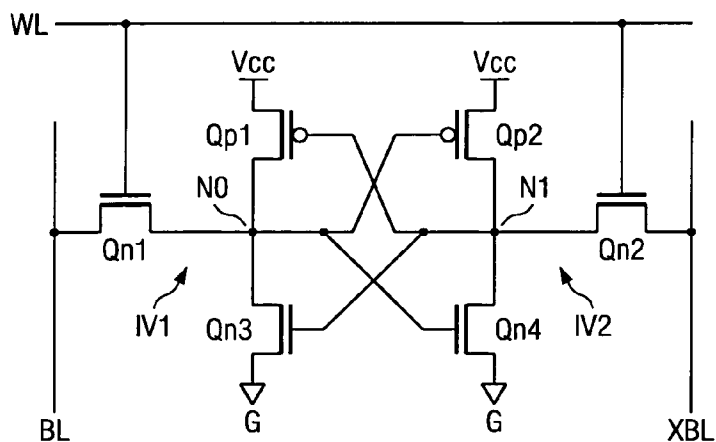 WL
Vcc
Vcc
Qp1
Qp2
N0
N1
Qn1
Qn2
IV1
Qn3
Qn4
IV2
BL
G
G
XBL